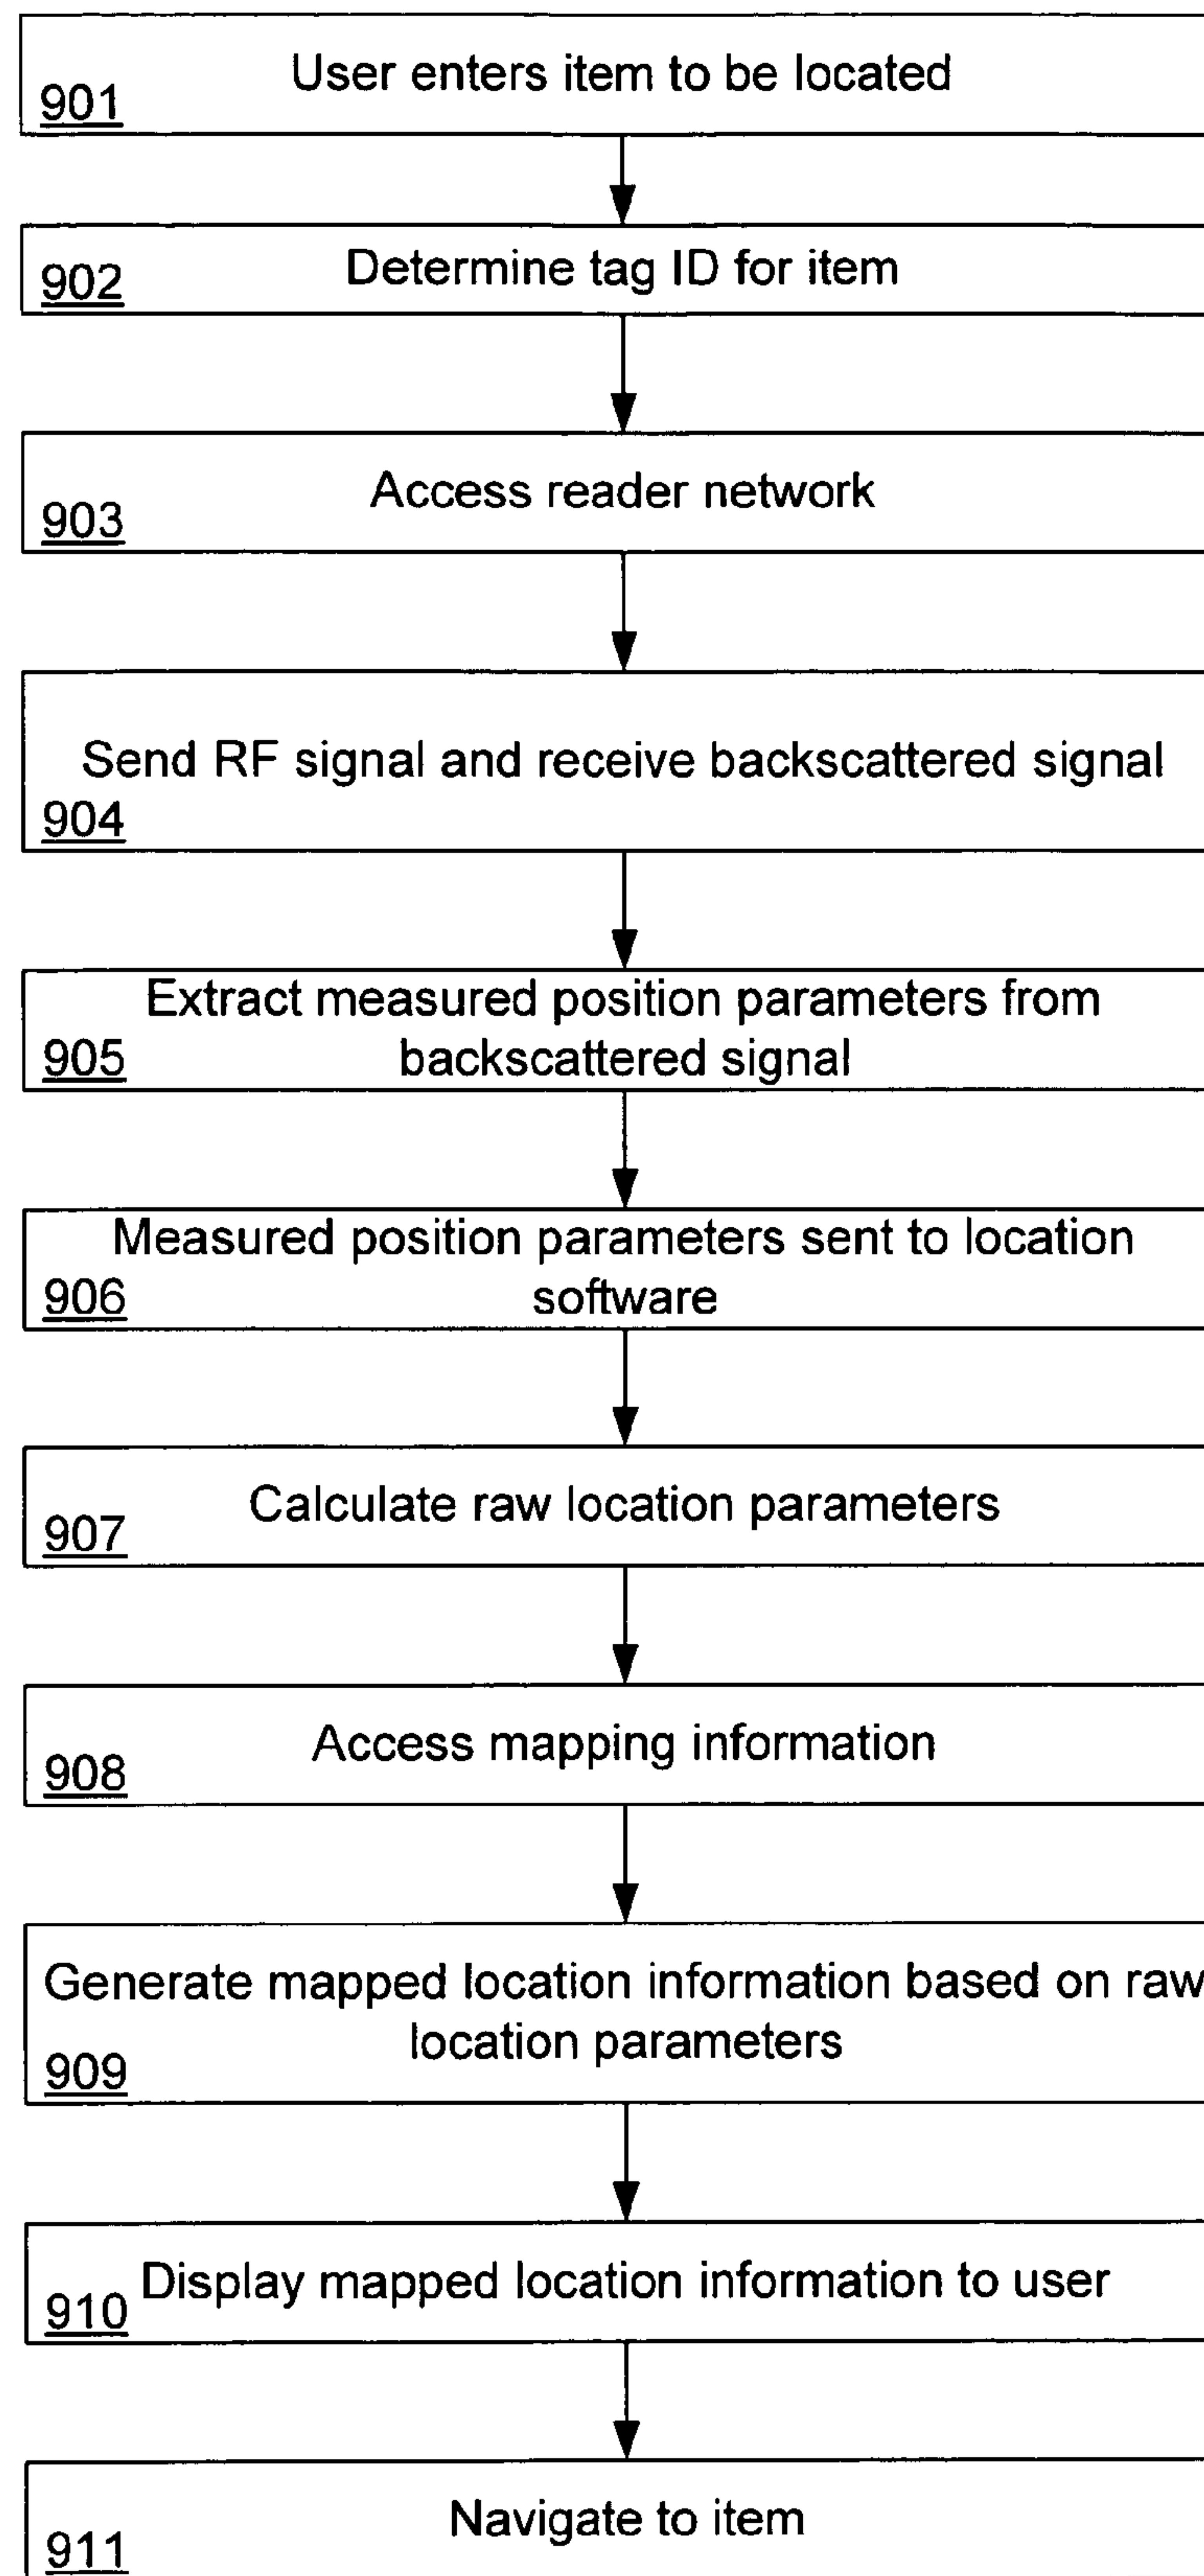 User enters item to be located
901
Determine tag ID for item
902
Access reader network
903
Send RF signal and receive backscattered signal
904
Extract measured position parameters from
backscattered signal
905
Measured position parameters sent to location
software
906
Calculate raw location parameters
907
Access mapping information
908
Generate mapped location information based on raw
location parameters
909
Display mapped location information to user
910
Navigate to item
911